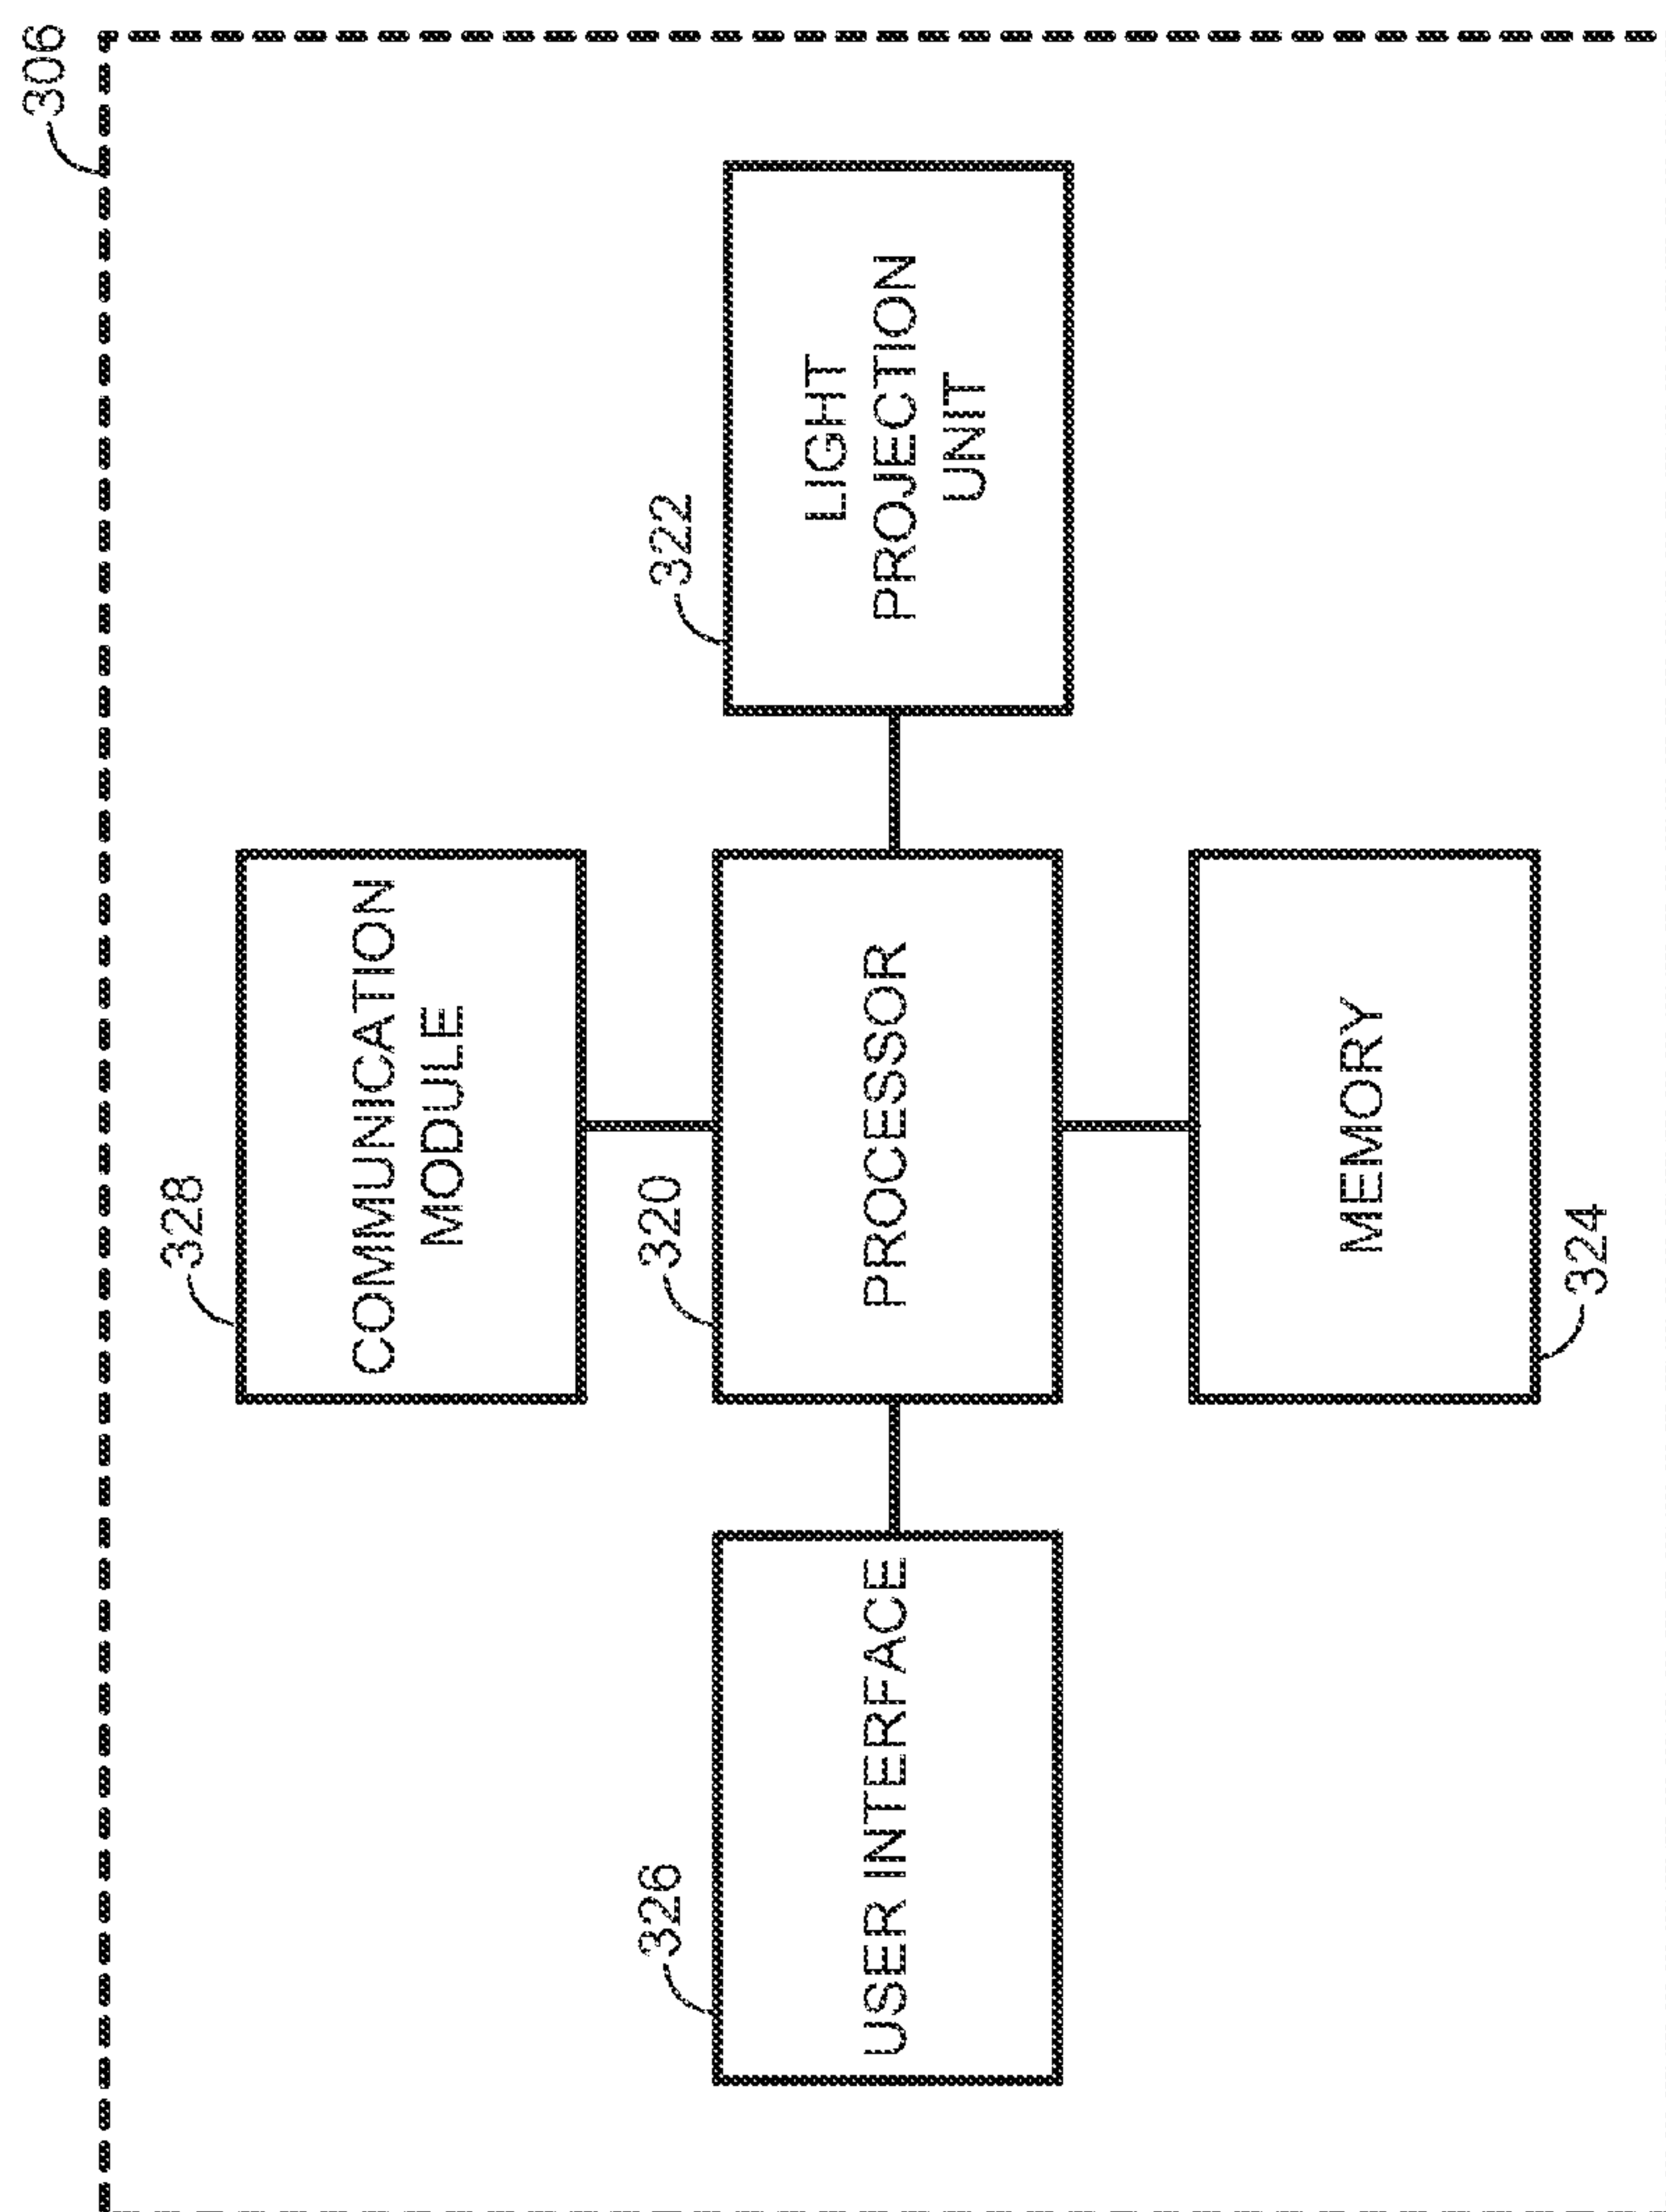 306
328
COMMUNICATION
MODULE
326
USER INTERFACE
320
PROCESSOR
322
LIGHT
PROJECTION
UNIT
MEMORY
324